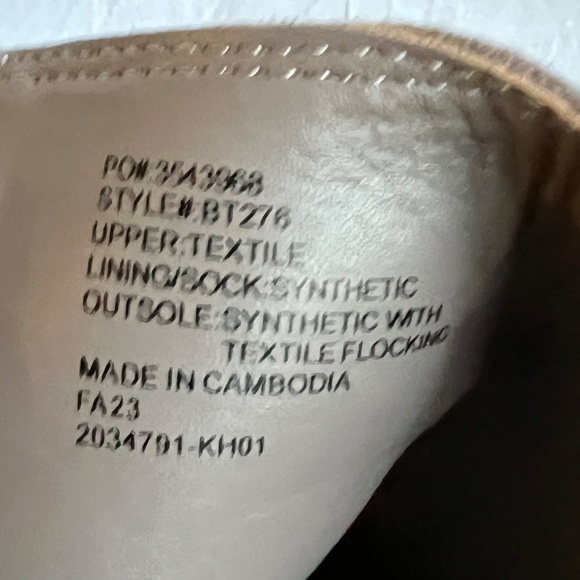 PO#:3543968
STYLE#:BT276
UPPER:TEXTILE
LINING/SOCK:SYNTHETIC
OUTSOLE:SYNTHETIC WITH
TEXTILE FLOCKING
MADE IN CAMBODIA
FA23
2034791-KH01